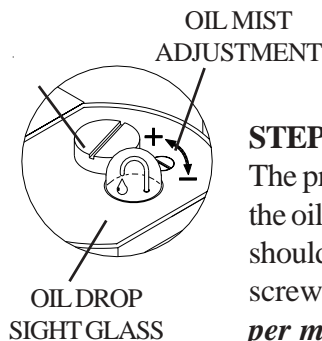 OIL MIST
ADJUSTMENT
+
−
OIL DROP
SIGHT GLASS
STEP
The pr
the oil
should
screw
per m